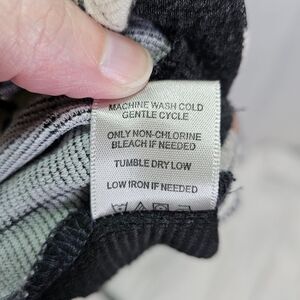 MACHINE WASH COLD
GENTLE CYCLE
ONLY NON-CHLORINE
BLEACH IF NEEDED
TUMBLE DRY LOW
LOW IRON IF NEEDED